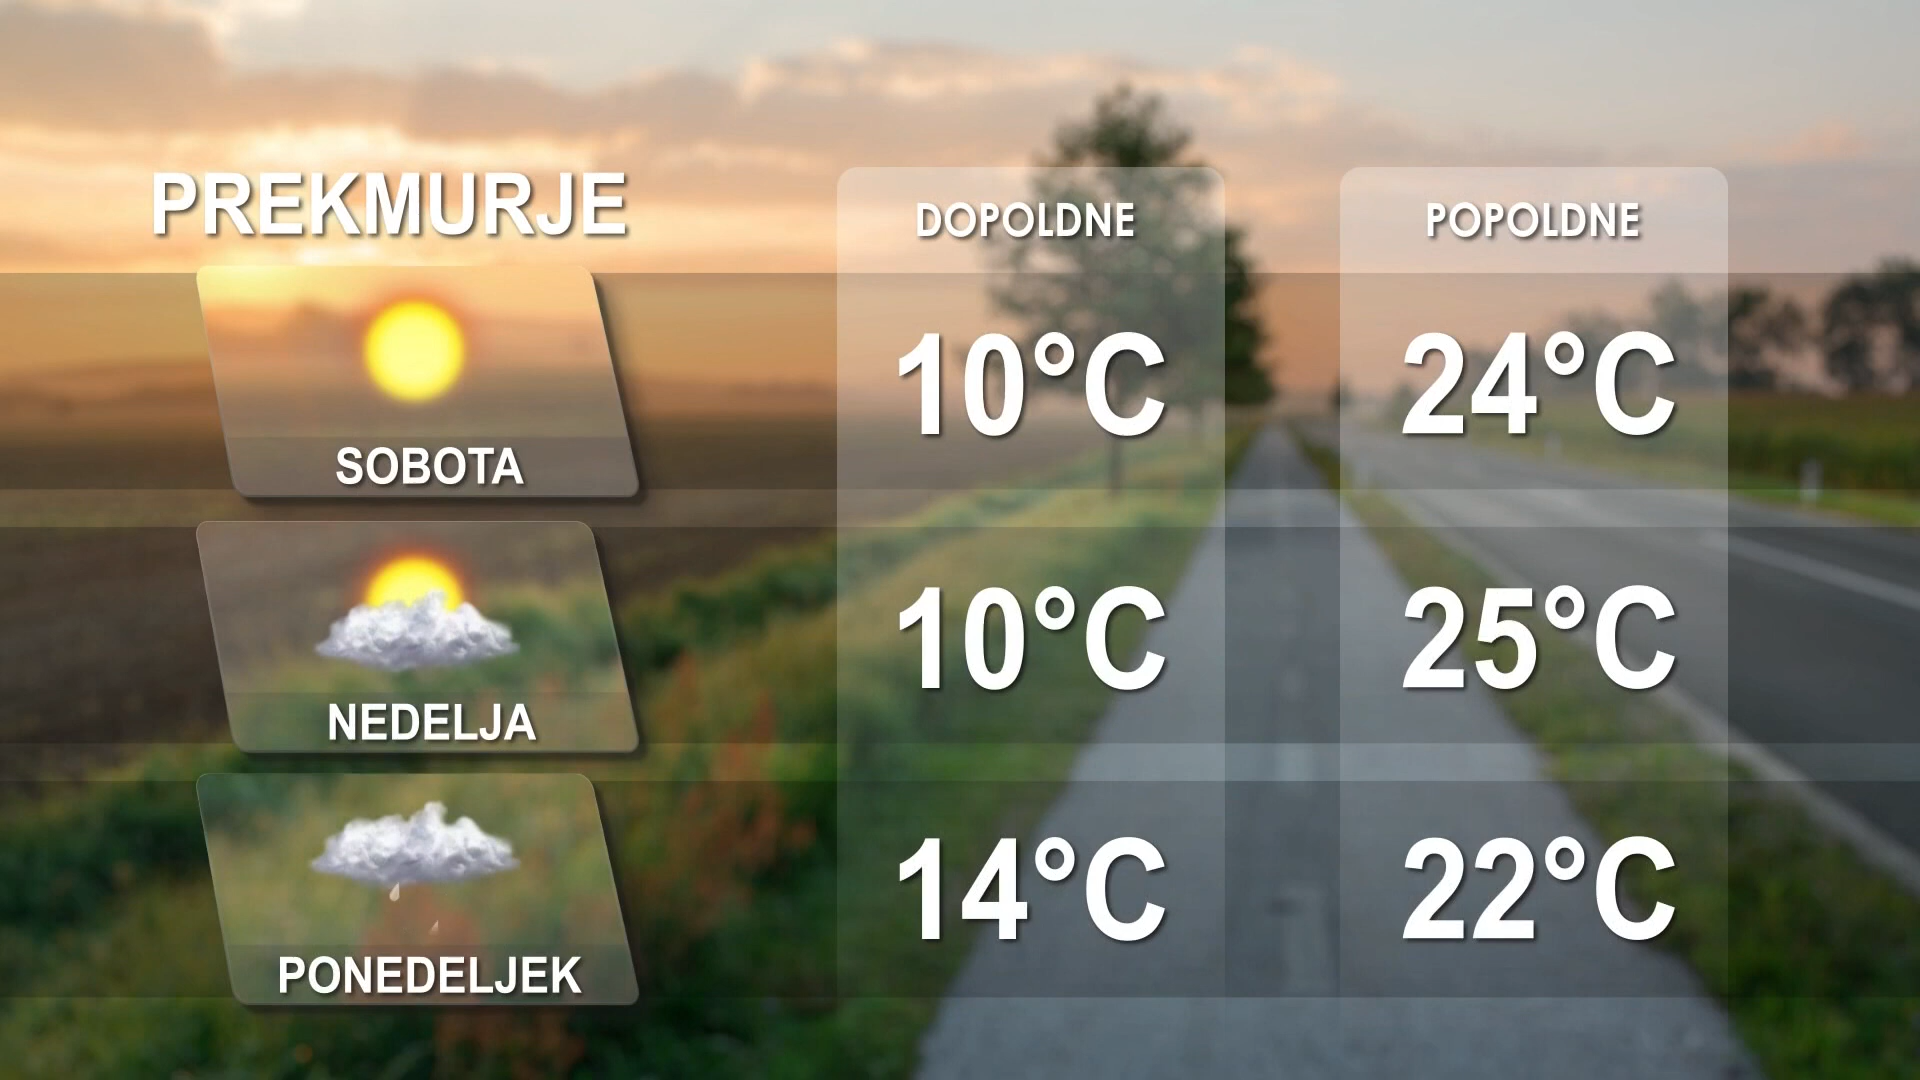 PREKMURJE
DOPOLDNE
POPOLDNE
SOBOTA
10°C
24°C
NEDELJA
10°C
25°C
PONEDELJEK
14°C
22°C